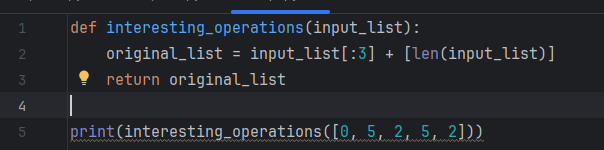 1 def interesting_operations(input_list):
2     original_list = input_list[:3] + [len(input_list)]
3     return original_list
4
5 print(interesting_operations([0, 5, 2, 5, 2]))